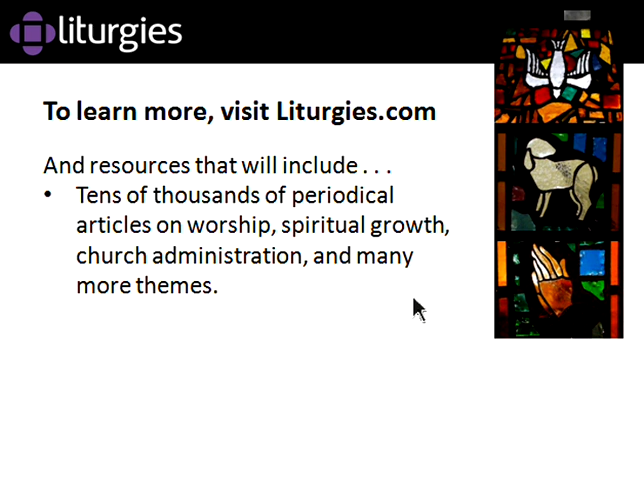 liturgies
To learn more, visit Liturgies.com
And resources that will include . . .
• Tens of thousands of periodical
articles on worship, spiritual growth,
church administration, and many
more themes.